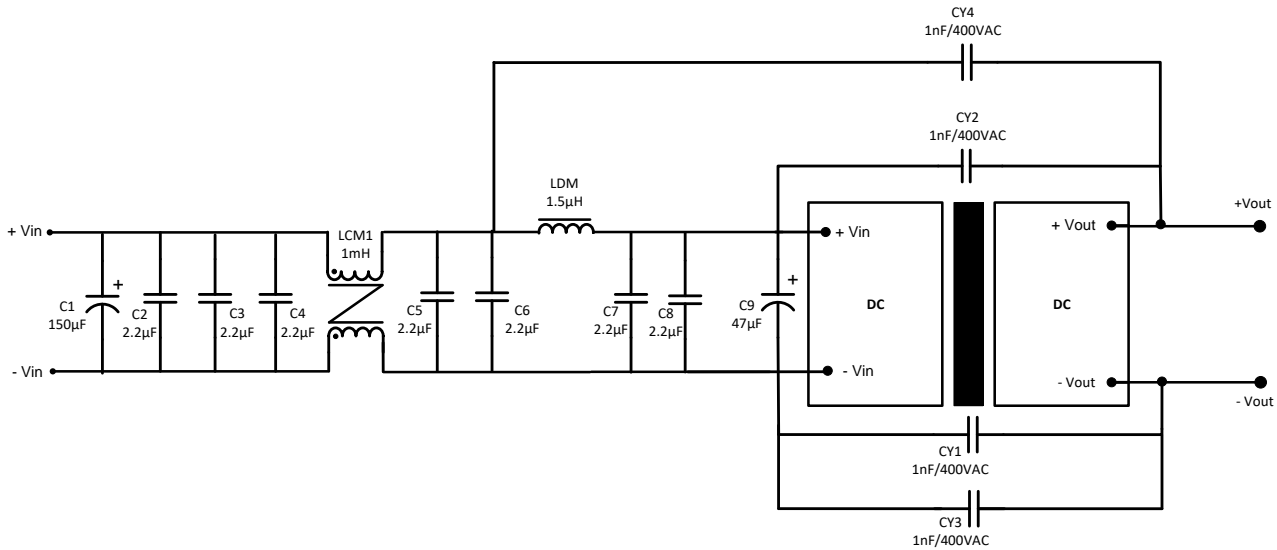 CY4
1nF/400VAC
CY2
1nF/400VAC
LDM
1.5µH
+ Vin
LCM1
1mH
+ Vin
+ Vout
+Vout
C1
150µF
+
C2
2.2µF
C3
2.2µF
C4
2.2µF
C5
2.2µF
C6
2.2µF
C7
2.2µF
C8
2.2µF
C9
47µF
+
DC
DC
- Vin
- Vin
- Vout
- Vout
CY1
1nF/400VAC
CY3
1nF/400VAC